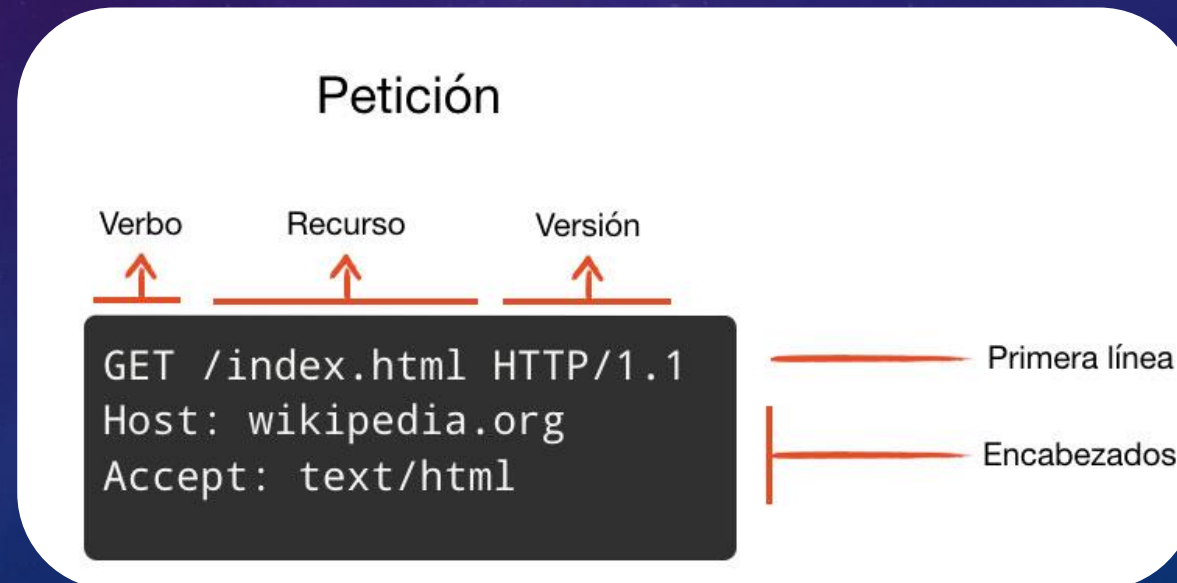 Petición
Verbo
Recurso
Versión
GET /index.html HTTP/1.1
Host: wikipedia.org
Accept: text/html
Primera línea
Encabezados